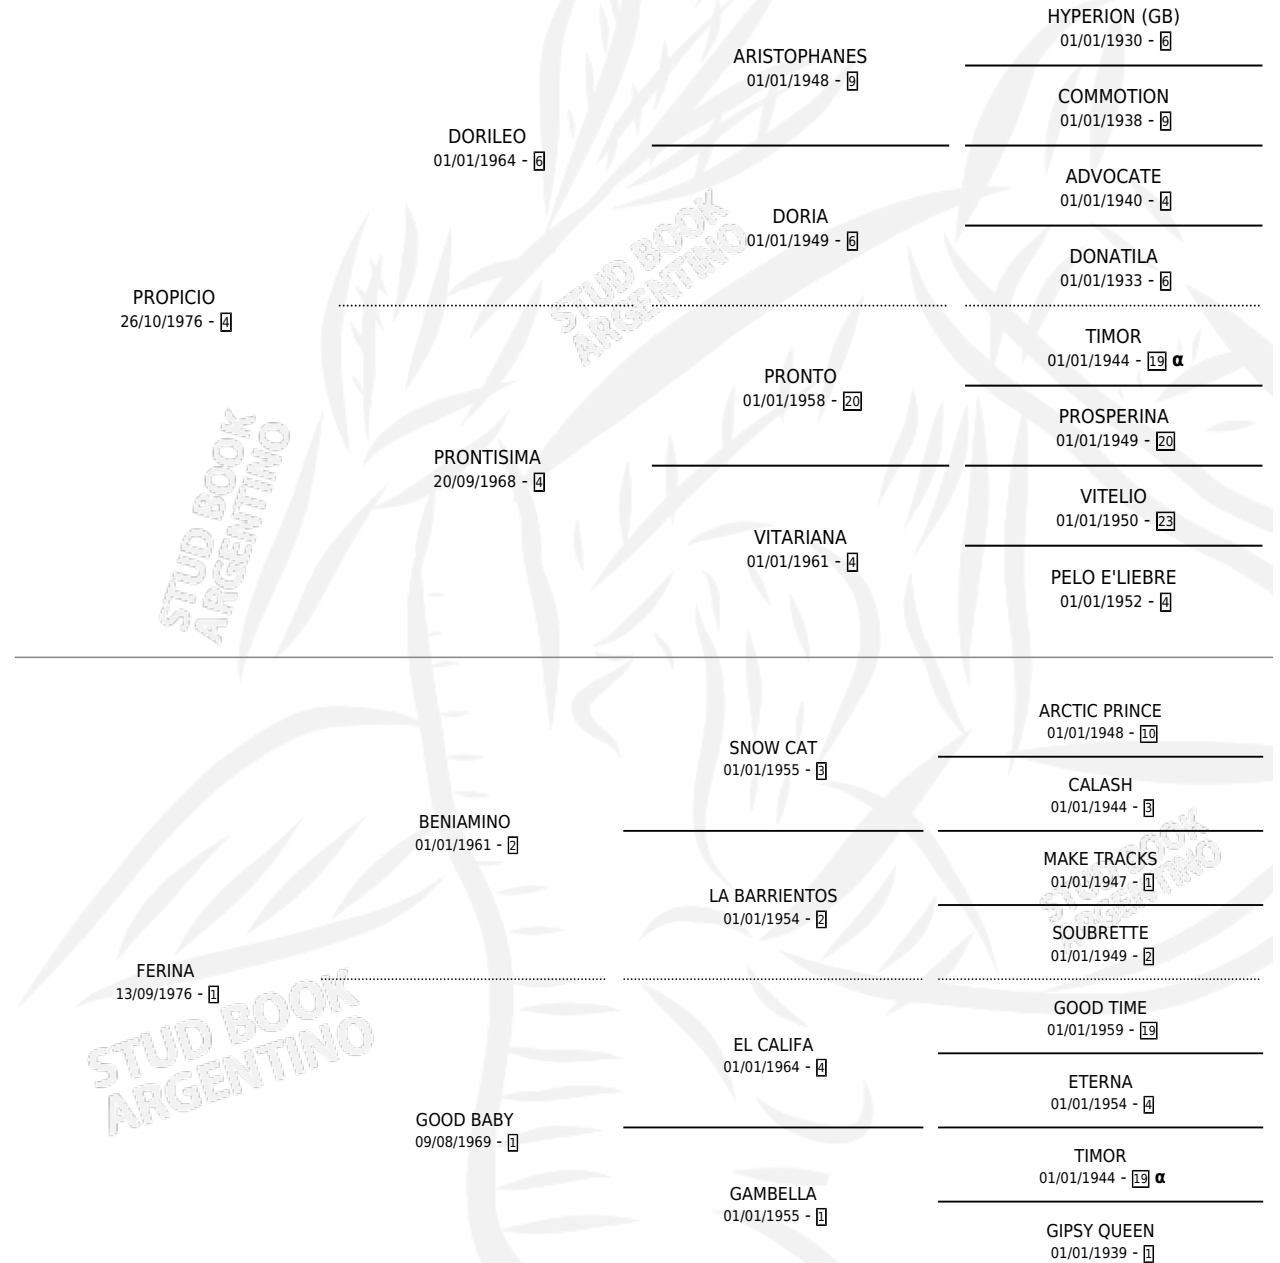 HYPERION (GB)
01/01/1930 - 6
ARISTOPHANES
01/01/1948 - 9
COMMOTION
01/01/1938 - 9
DORILEO
01/01/1964 - 6
ADVOCATE
01/01/1940 - 4
DORIA
01/01/1949 - 6
DONATILA
01/01/1933 - 6
PROPICIO
26/10/1976 - 4
TIMOR
01/01/1944 - 19 α
PRONTO
01/01/1958 - 20
PROSPERINA
01/01/1949 - 20
PRONTISIMA
20/09/1968 - 4
VITELIO
01/01/1950 - 23
VITARIANA
01/01/1961 - 4
PELO E'LIEBRE
01/01/1952 - 4
ARCTIC PRINCE
01/01/1948 - 10
SNOW CAT
01/01/1955 - 3
CALASH
01/01/1944 - 3
BENIAMINO
01/01/1961 - 2
MAKE TRACKS
01/01/1947 - 1
LA BARRIENTOS
01/01/1954 - 2
SOUBRETTE
01/01/1949 - 2
FERINA
13/09/1976 - 1
GOOD TIME
01/01/1959 - 19
EL CALIFA
01/01/1964 - 4
ETERNA
01/01/1954 - 4
GOOD BABY
09/08/1969 - 1
TIMOR
01/01/1944 - 19 α
GAMBELLA
01/01/1955 - 1
GIPSY QUEEN
01/01/1939 - 1
STUD BOOK
ARGENTINO
STUD BOOK
ARGENTINO
STUD BOOK
ARGENTINO
STUD BOOK
ARGENTINO